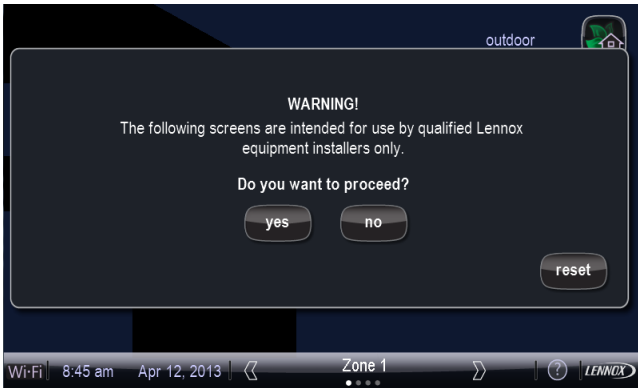 outdoor
WARNING!
The following screens are intended for use by qualified Lennox
equipment installers only.
Do you want to proceed?
yes no
reset
Wi-Fi 8:45 am Apr 12, 2013 Zone 1 ? LENNOX